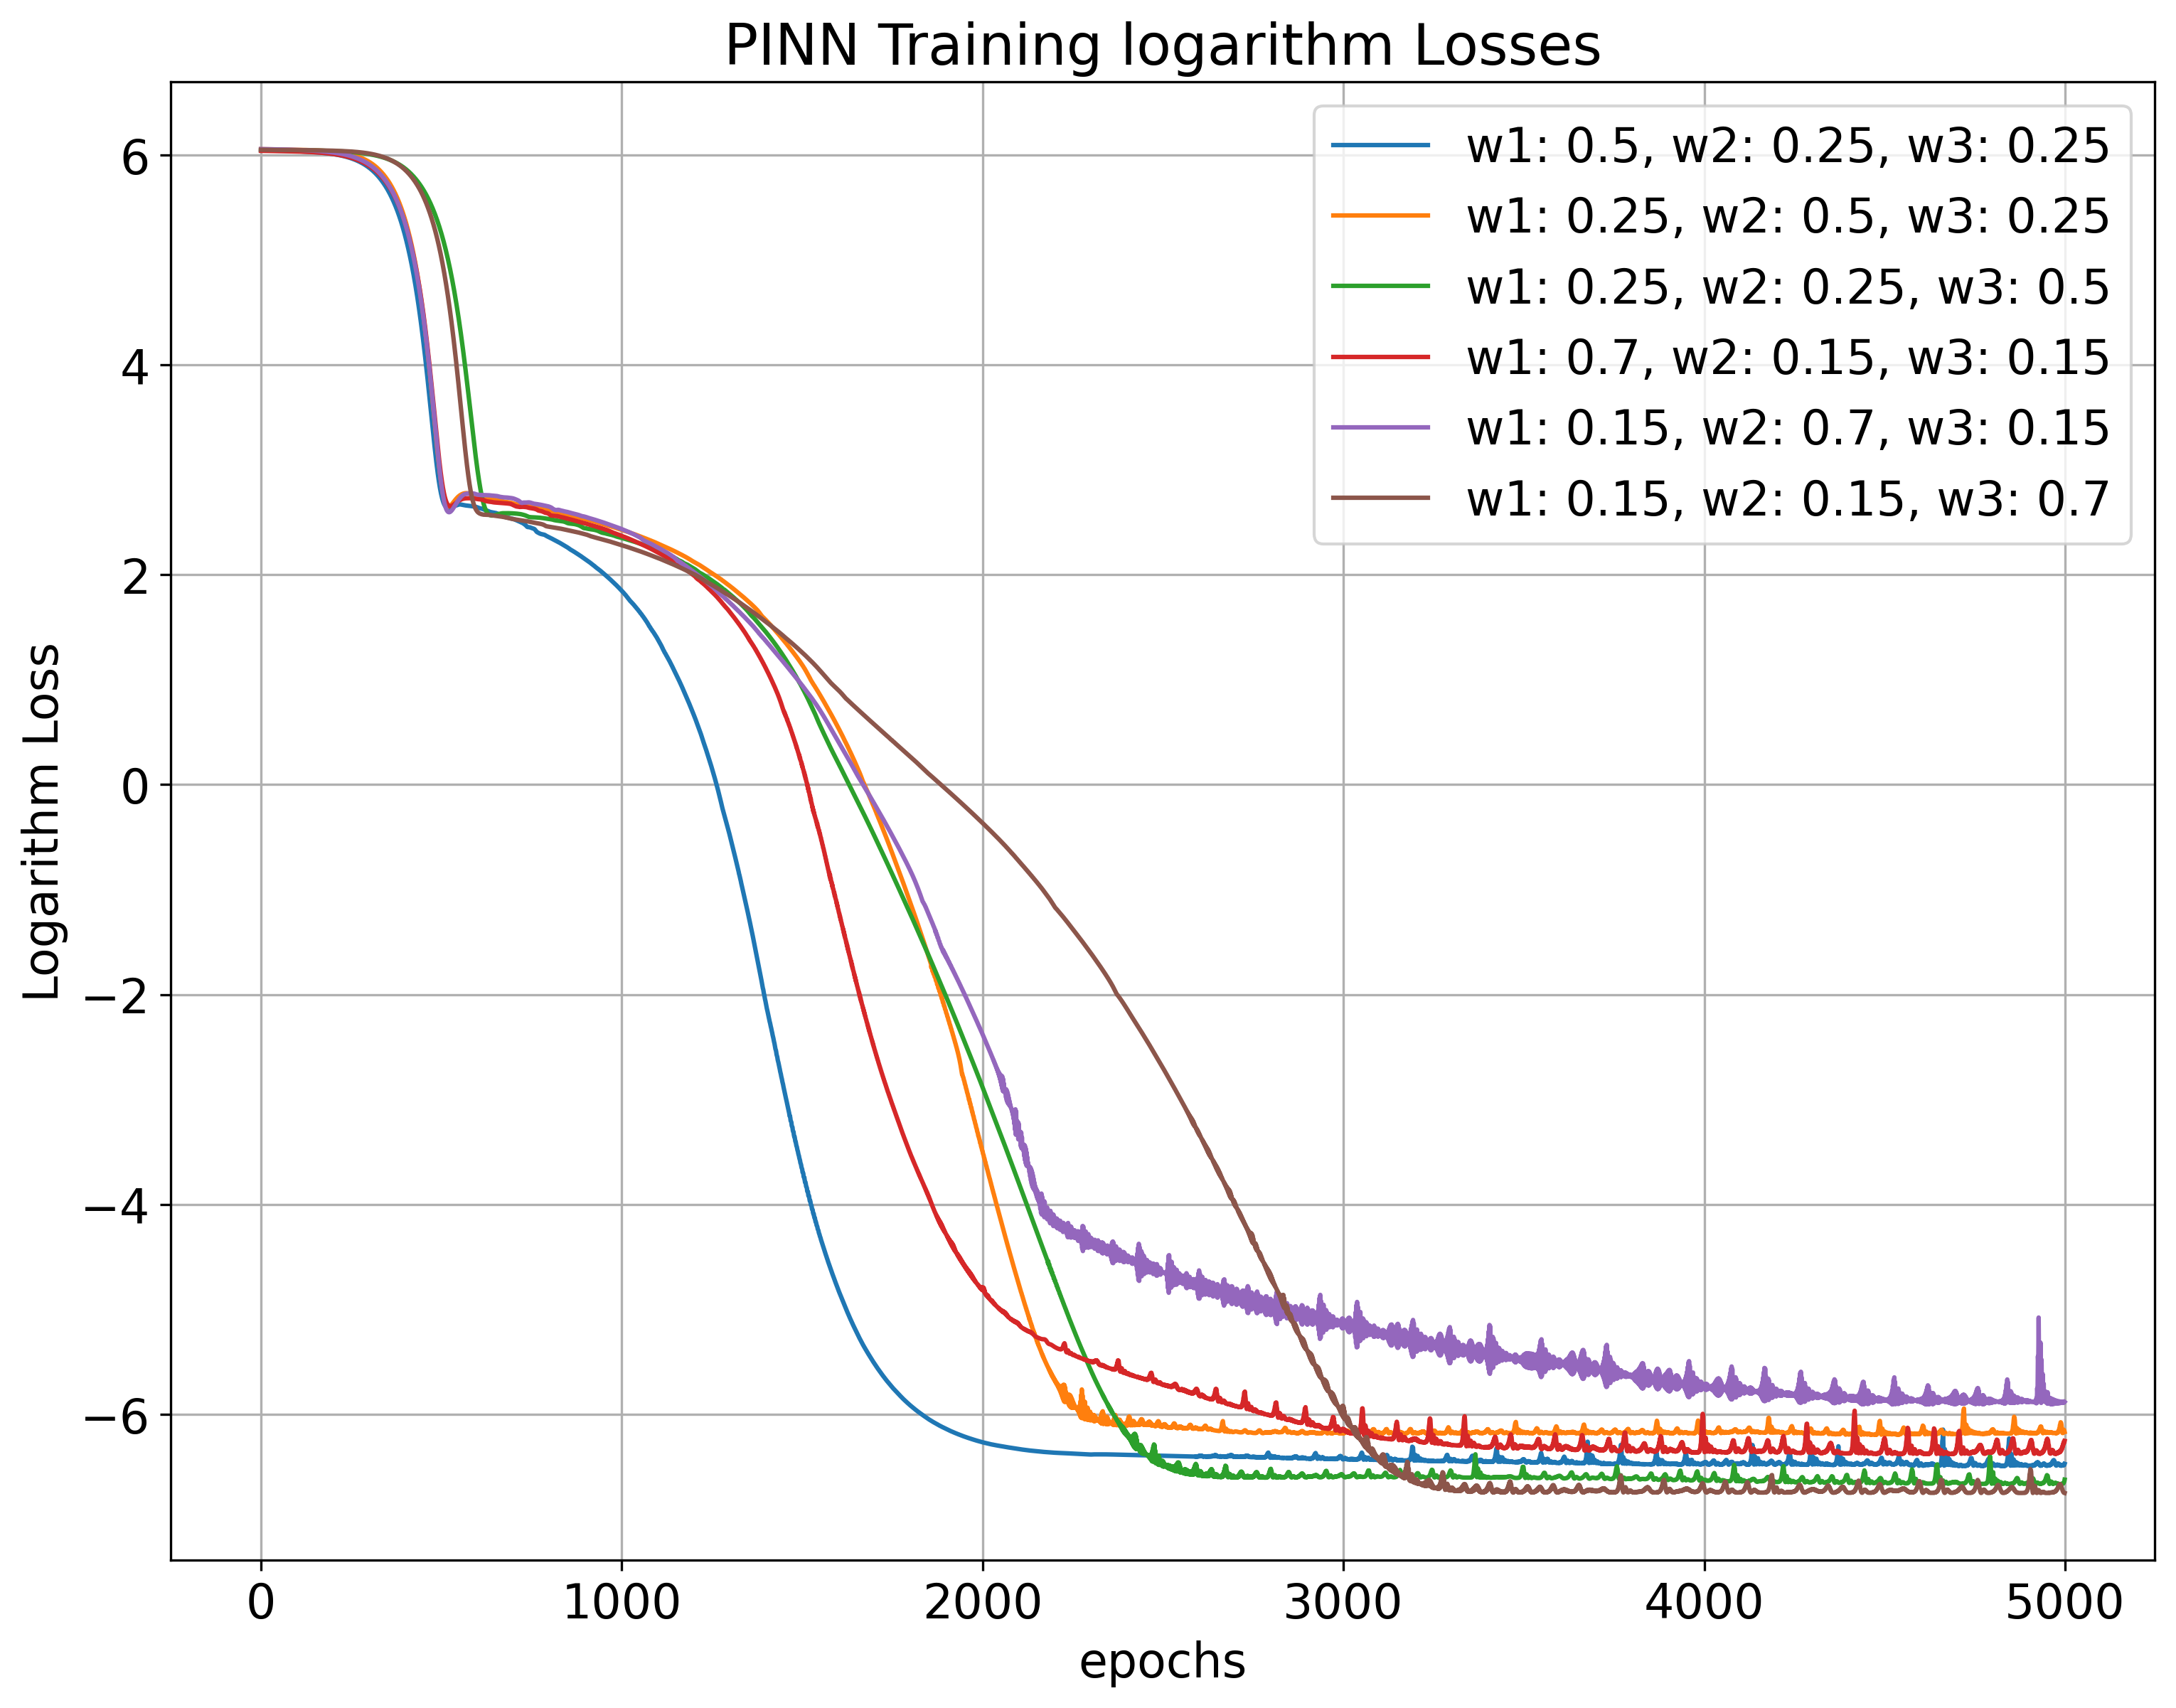 PINN Training logarithm Losses
w1: 0.5, w2: 0.25, w3: 0.25
w1: 0.25, w2: 0.5, w3: 0.25
w1: 0.25, w2: 0.25, w3: 0.5
w1: 0.7, w2: 0.15, w3: 0.15
w1: 0.15, w2: 0.7, w3: 0.15
w1: 0.15, w2: 0.15, w3: 0.7
Logarithm Loss
6
4
2
0
−2
−4
−6
0 1000 2000 3000 4000 5000
epochs